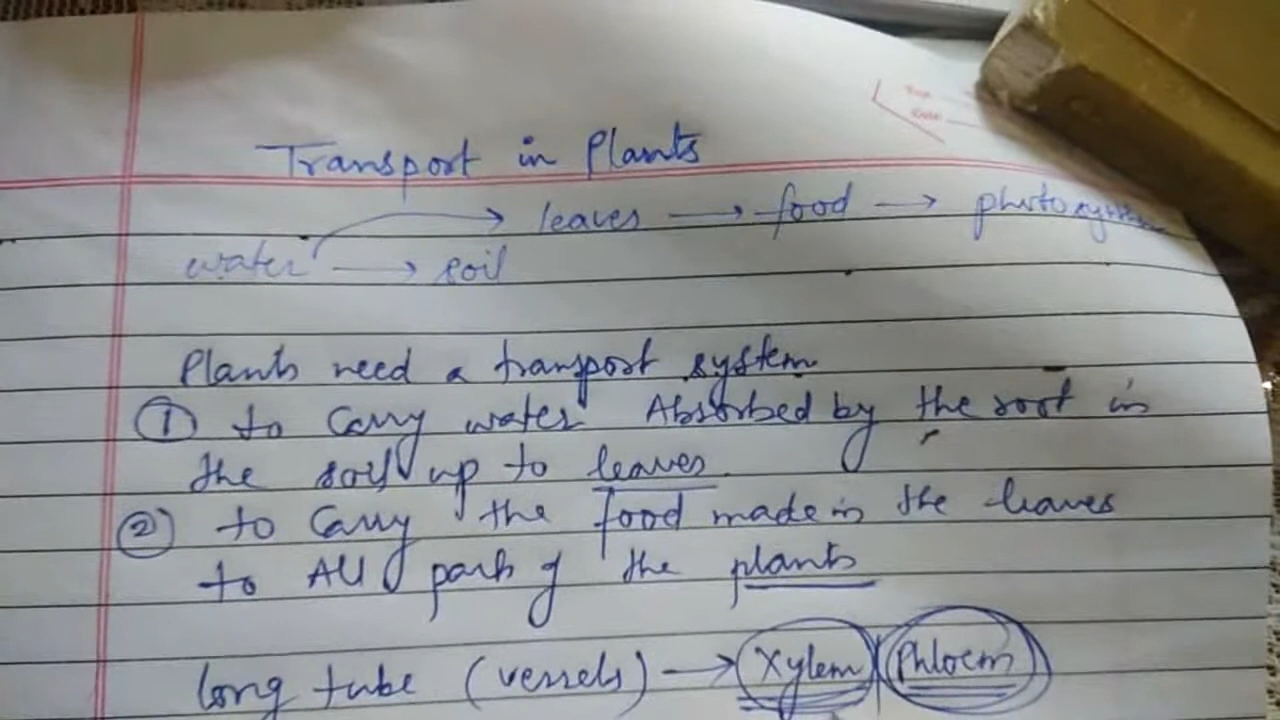 Transport in Plants
leaves → food → photosynthesis
water → soil
Plants need a transport system
① to Carry water Absorbed by the root in
the soil up to leaves.
② to Carry the food made in the leaves
to All parts of the plants
long tube (vessels) → Xylem Phloem